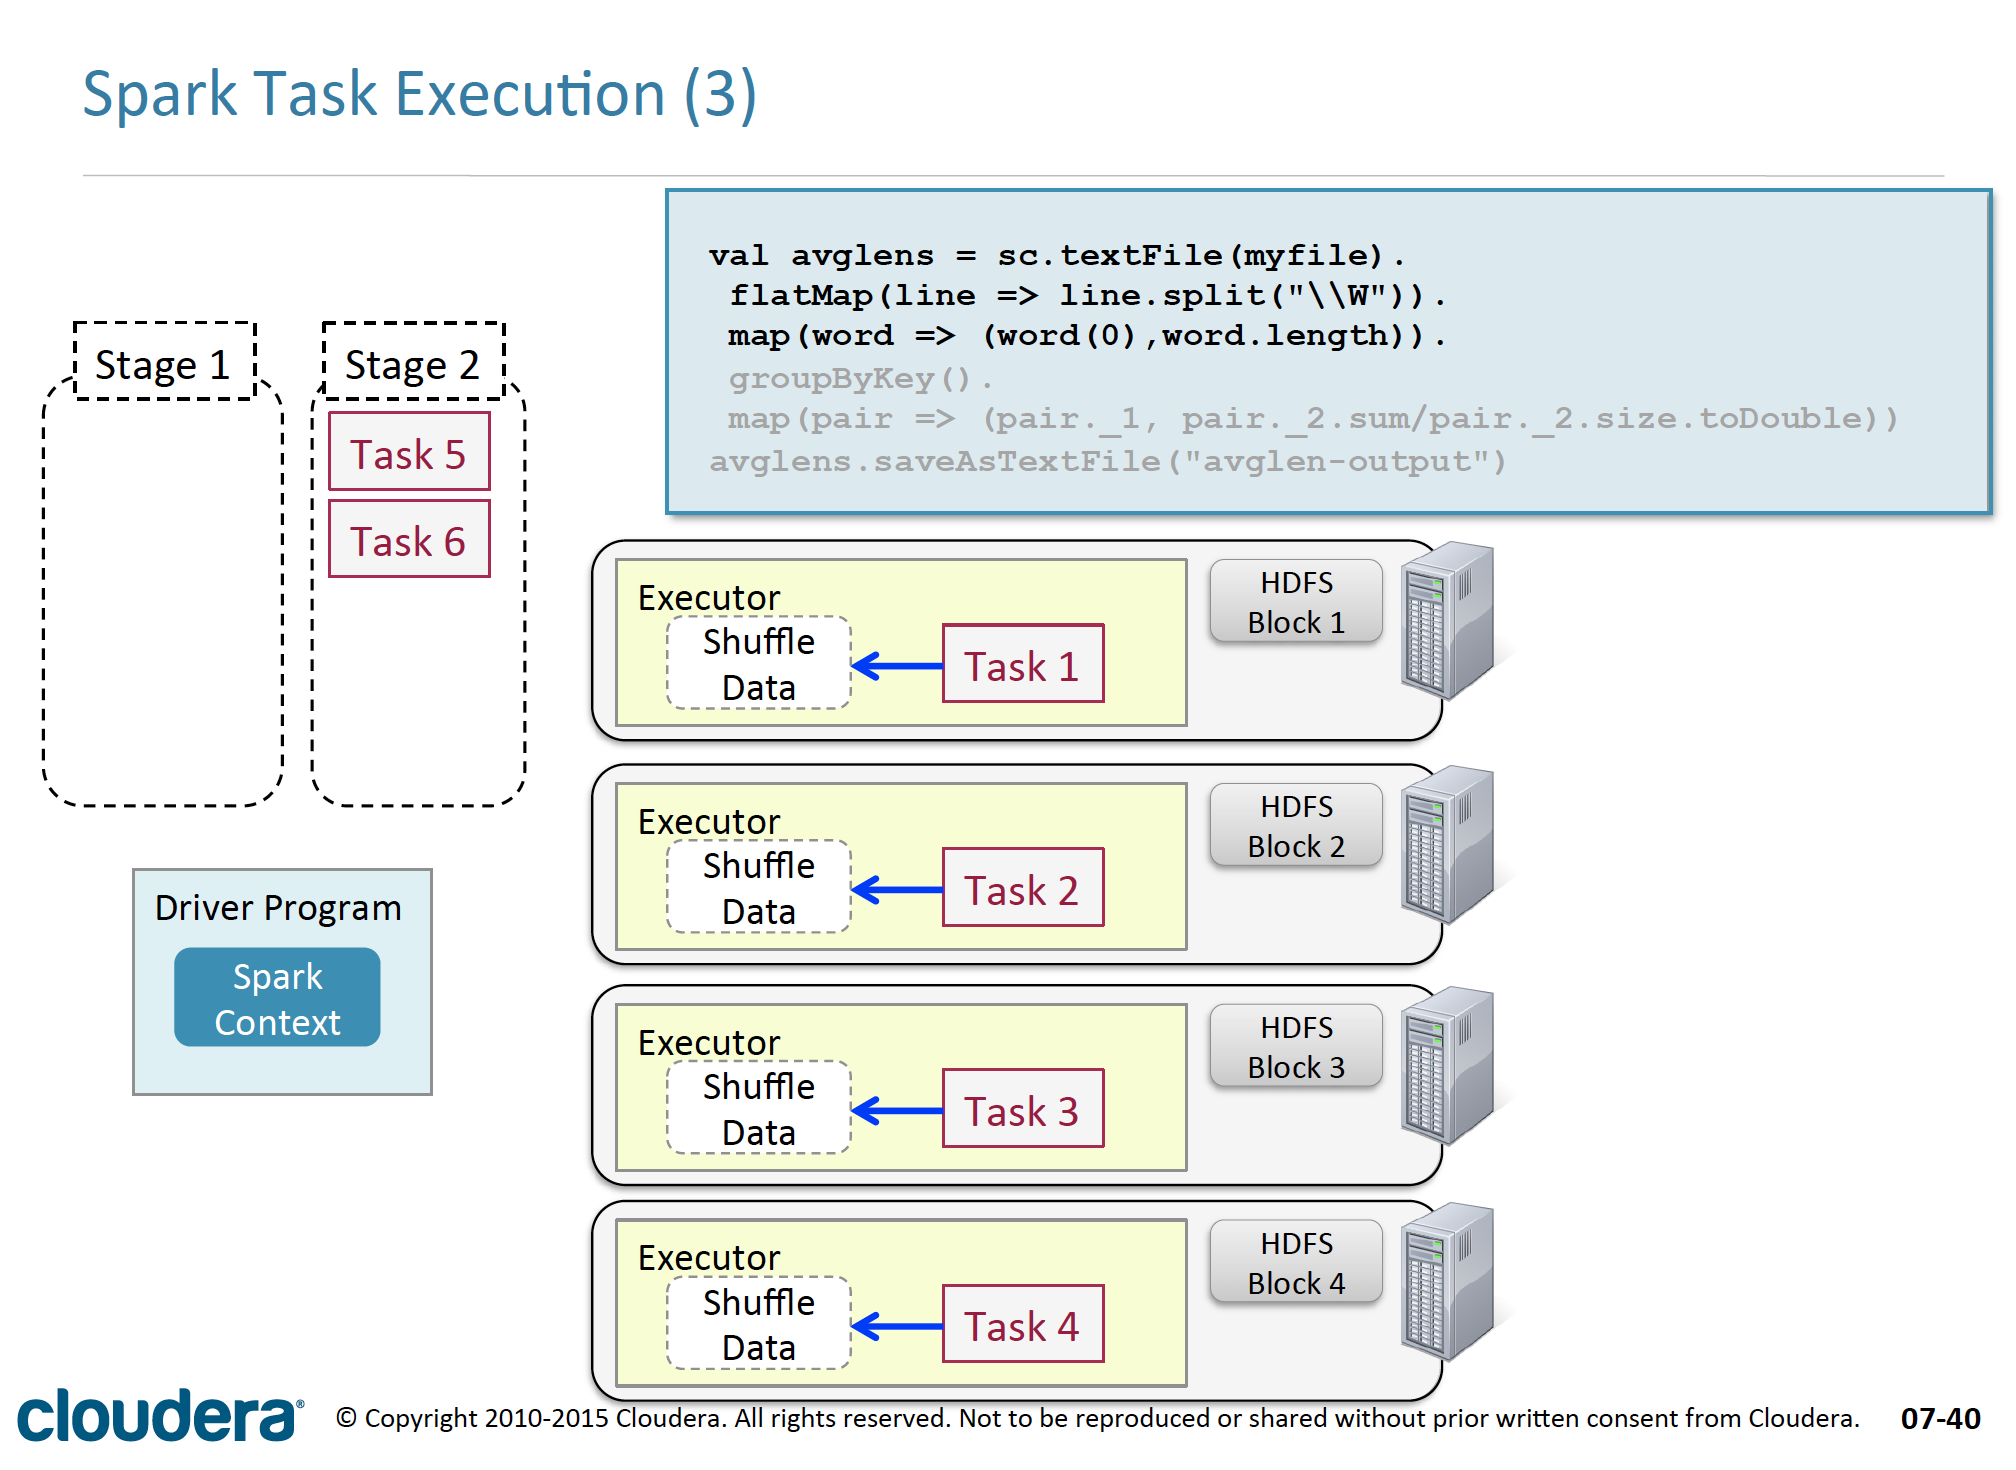 Spark Task Execution (3)
val avglens = sc.textFile(myfile).
flatMap(line => line.split("\\W")).
map(word => (word(0),word.length)).
groupByKey().
map(pair => (pair._1, pair._2.sum/pair._2.size.toDouble))
avglens.saveAsTextFile("avglen-output")
Stage 1
Stage 2
Task 5
Task 6
Driver Program
Spark
Context
Executor
Shuffle
Data
Task 1
HDFS
Block 1
Executor
Shuffle
Data
Task 2
HDFS
Block 2
Executor
Shuffle
Data
Task 3
HDFS
Block 3
Executor
Shuffle
Data
Task 4
HDFS
Block 4
cloudera®
© Copyright 2010-2015 Cloudera. All rights reserved. Not to be reproduced or shared without prior written consent from Cloudera.
07-40